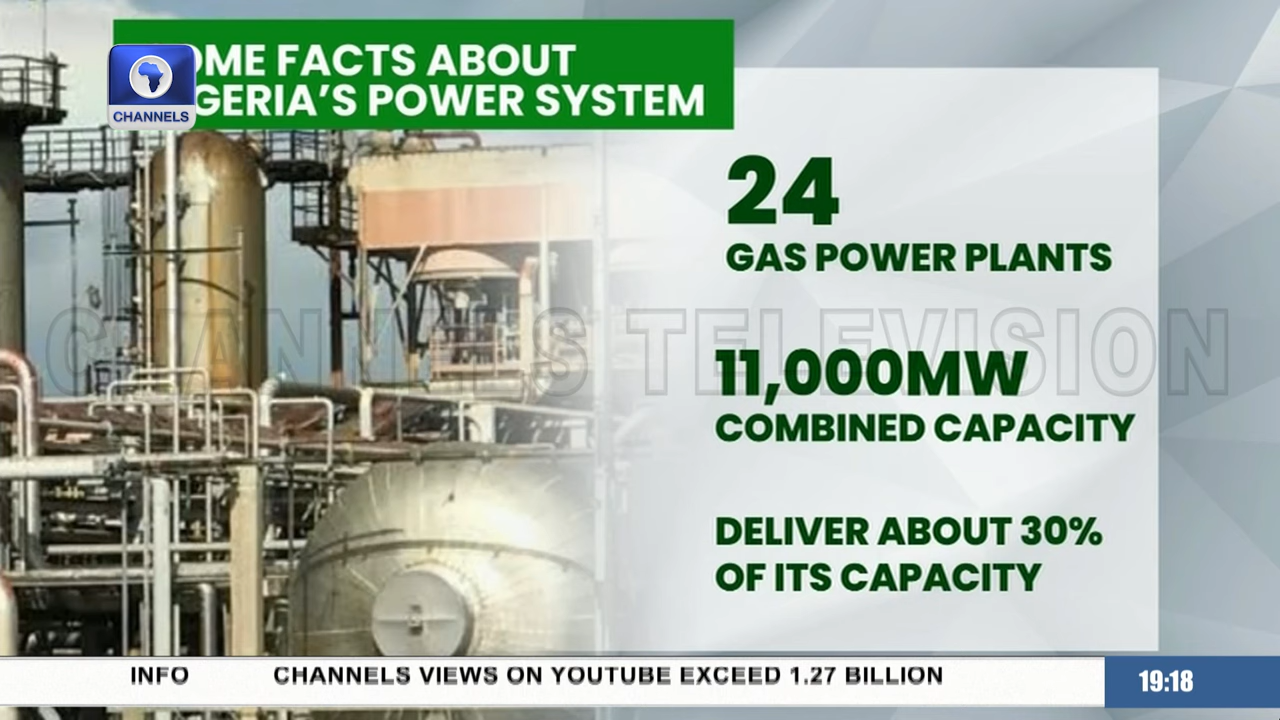 OME FACTS ABOUT
GERIA'S POWER SYSTEM
CHANNELS
24
GAS POWER PLANTS
CHANNELS TELEVISION
11,000MW
COMBINED CAPACITY
DELIVER ABOUT 30%
OF ITS CAPACITY
INFO CHANNELS VIEWS ON YOUTUBE EXCEED 1.27 BILLION
19:18